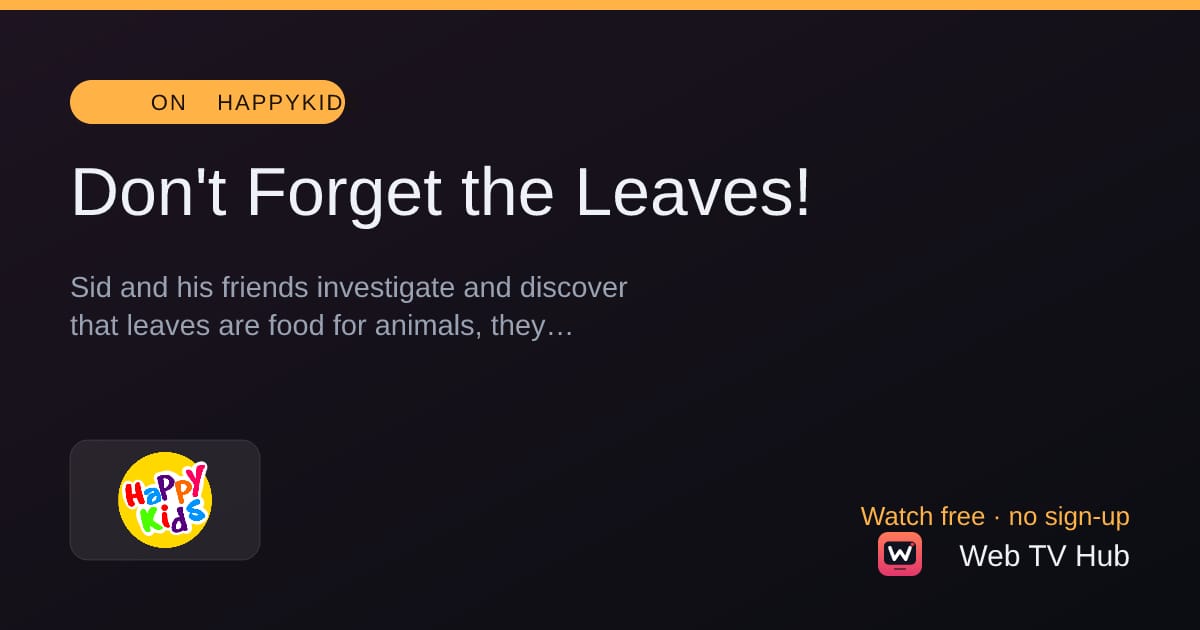 ON HAPPYKID
Don't Forget the Leaves!
Sid and his friends investigate and discover
that leaves are food for animals, they…
HaPPY
Kids
Watch free · no sign-up
W
Web TV Hub